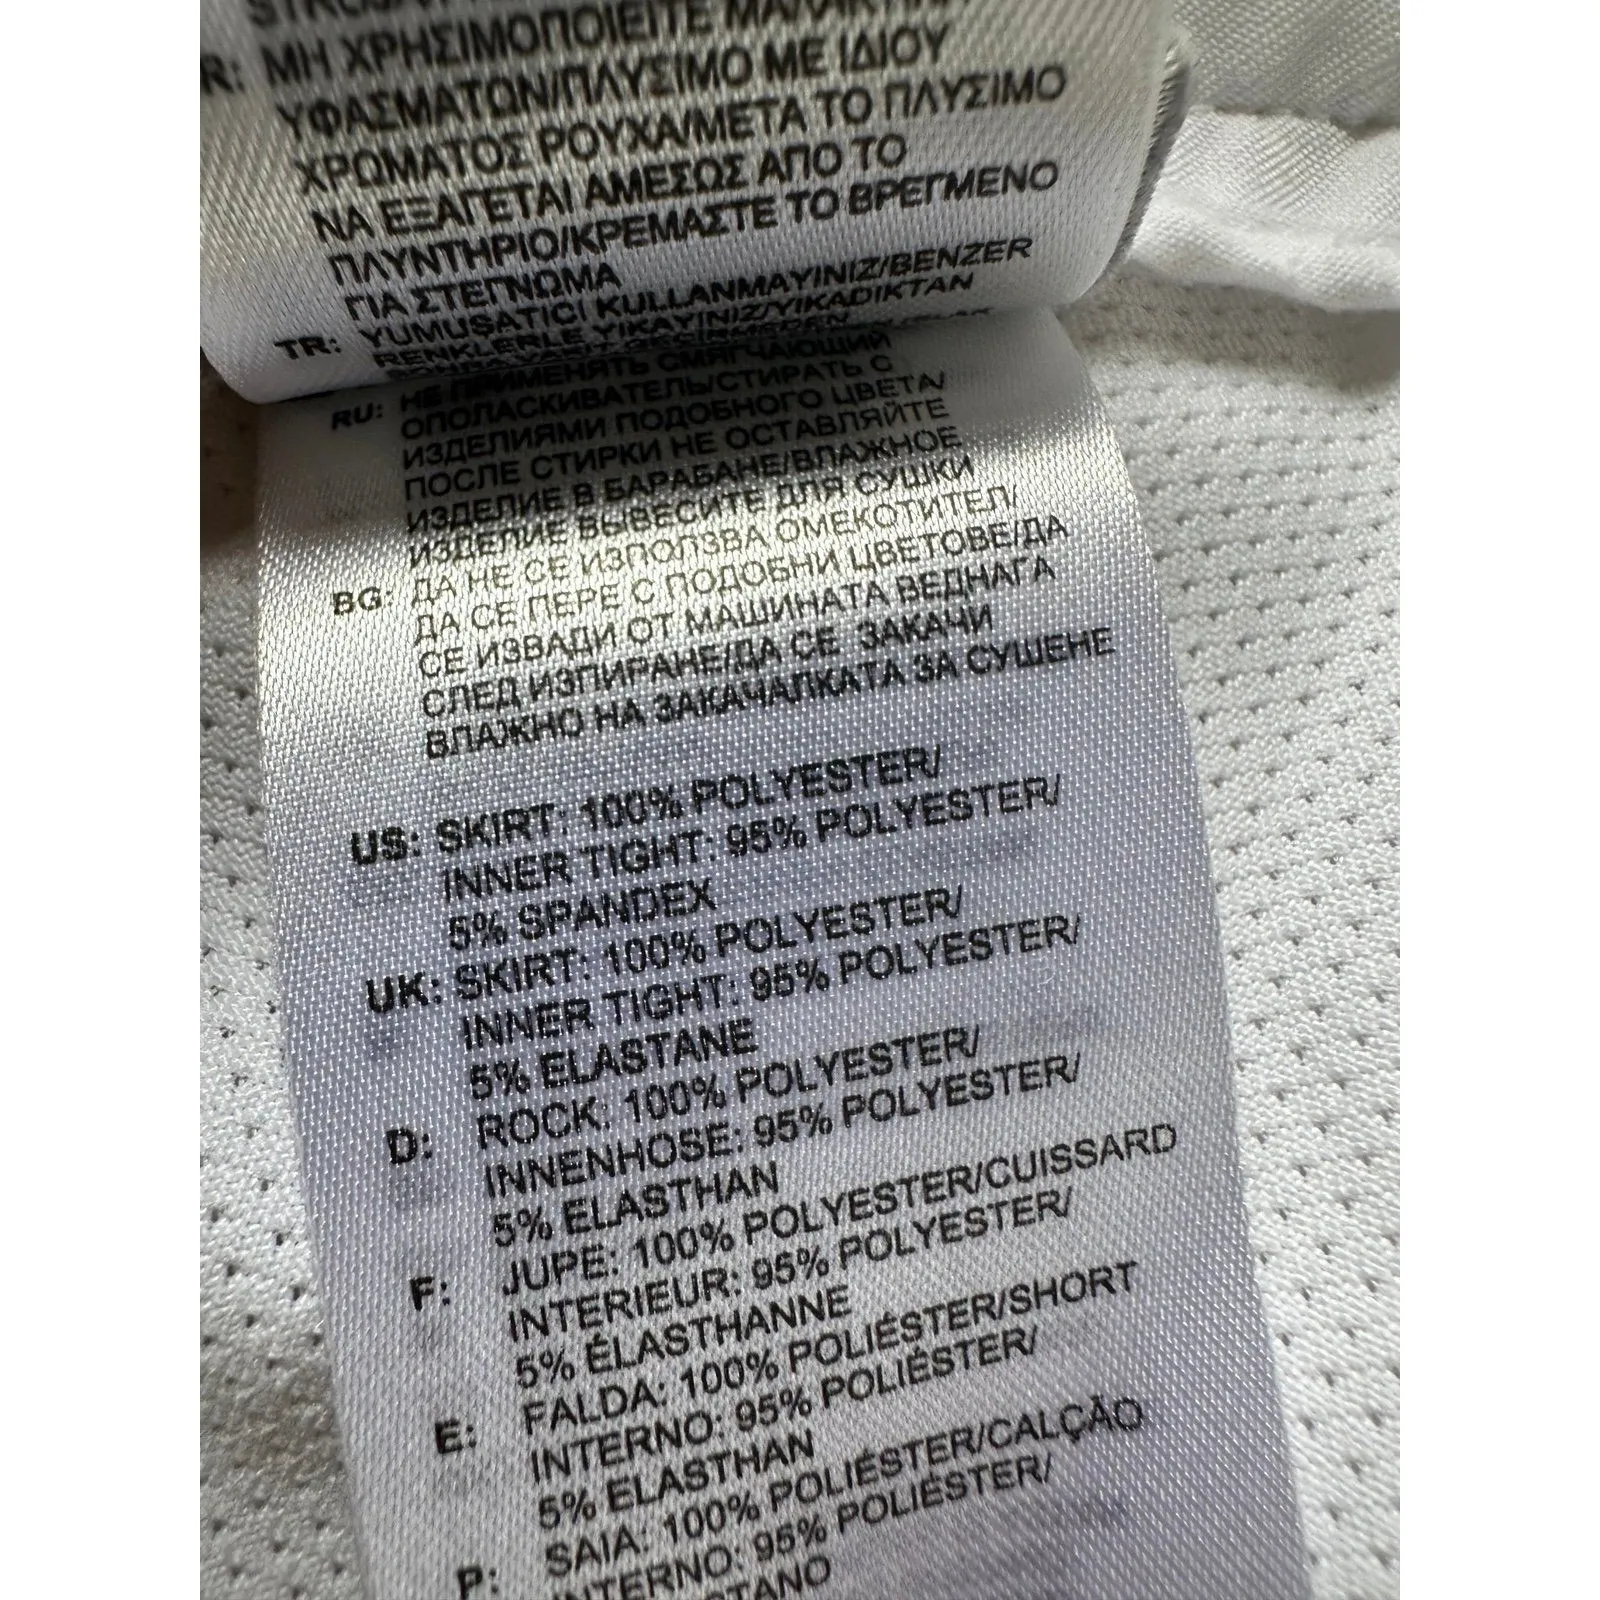 ΜΗ ΧΡΗΣΙΜΟΠΟΙΕΙΤΕ
ΥΦΑΣΜΑΤΩΝ/ΠΛΥΣΙΜΟ ΜΕ ΙΔΙΟΥ
ΧΡΩΜΑΤΟΣ ΡΟΥΧΑ/ΜΕΤΑ ΤΟ ΠΛΥΣΙΜΟ
ΝΑ ΕΞΑΓΕΤΑΙ ΑΜΕΣΩΣ ΑΠΟ ΤΟ
ΠΛΥΝΤΗΡΙΟ/ΚΡΕΜΑΣΤΕ ΤΟ ΒΡΕΓΜΕΝΟ
ΓΙΑ ΣΤΕΓΝΩΜΑ
TR: YUMUŞATICI KULLANMAYINIZ/BENZER
RENKLERLE YIKAYINIZ/YIKADIKTAN
RU: НЕ ПРИМЕНЯТЬ СМЯГЧАЮЩИЙ
ОПОЛАСКИВАТЕЛЬ/СТИРАТЬ С
ИЗДЕЛИЯМИ ПОДОБНОГО ЦВЕТА/
ПОСЛЕ СТИРКИ НЕ ОСТАВЛЯЙТЕ
ИЗДЕЛИЕ В БАРАБАНЕ/ВЛАЖНОЕ
ИЗДЕЛИЕ ВЫВЕСИТЕ ДЛЯ СУШКИ
BG: ДА НЕ СЕ ИЗПОЛЗВА ОМЕКОТИТЕЛ/
ДА СЕ ПЕРЕ С ПОДОБНИ ЦВЕТОВЕ/ДА
СЕ ИЗВАДИ ОТ МАШИНАТА ВЕДНАГА
СЛЕД ИЗПИРАНЕ/ДА СЕ ЗАКАЧИ
ВЛАЖНО НА ЗАКАЧАЛКАТА ЗА СУШЕНЕ
US: SKIRT: 100% POLYESTER/
INNER TIGHT: 95% POLYESTER/
5% SPANDEX
UK: SKIRT: 100% POLYESTER/
INNER TIGHT: 95% POLYESTER/
5% ELASTANE
D: ROCK: 100% POLYESTER/
INNENHOSE: 95% POLYESTER/
5% ELASTHAN
F: JUPE: 100% POLYESTER/CUISSARD
INTERIEUR: 95% POLYESTER/
5% ÉLASTHANNE
E: FALDA: 100% POLIÉSTER/SHORT
INTERNO: 95% POLIÉSTER/
5% ELASTHAN
P: SAIA: 100% POLIÉSTER/CALÇÃO
INTERNO: 95% POLIÉSTER/